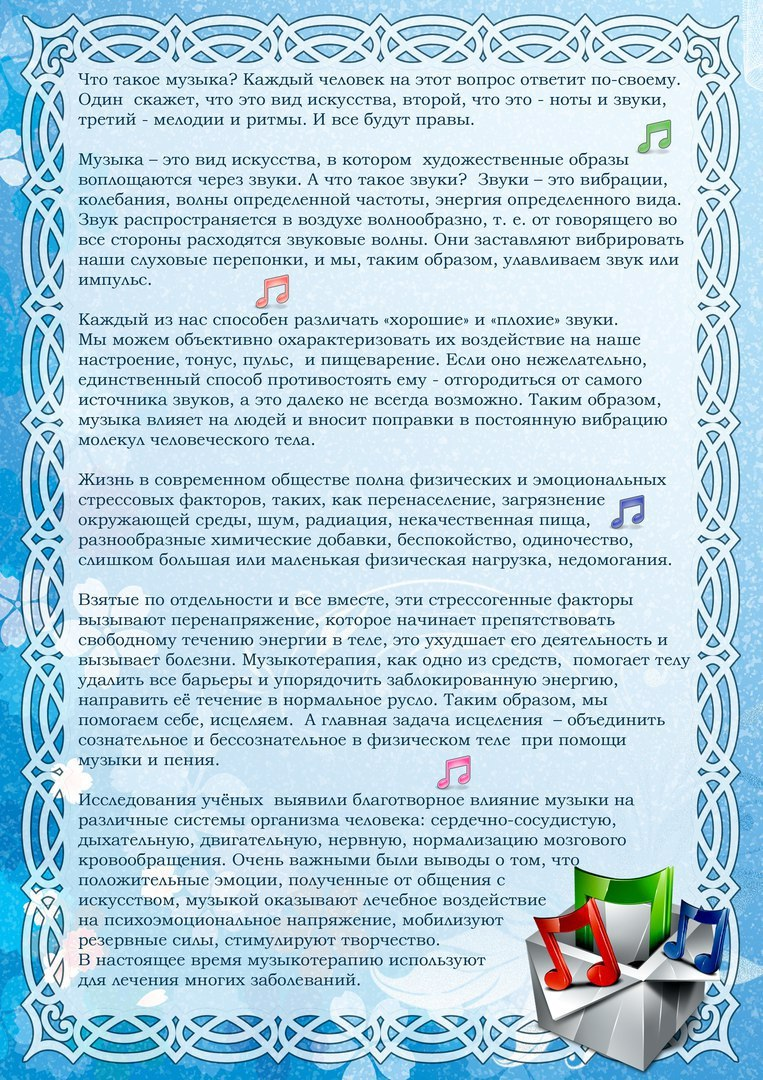 Что такое музыка? Каждый человек на этот вопрос ответит по-своему.
Один скажет, что это вид искусства, второй, что это - ноты и звуки,
третий - мелодии и ритмы. И все будут правы.
Музыка – это вид искусства, в котором художественные образы
воплощаются через звуки. А что такое звуки? Звуки – это вибрации,
колебания, волны определенной частоты, энергия определенного вида.
Звук распространяется в воздухе волнообразно, т. е. от говорящего во
все стороны расходятся звуковые волны. Они заставляют вибрировать
наши слуховые перепонки, и мы, таким образом, улавливаем звук или
импульс.
Каждый из нас способен различать «хорошие» и «плохие» звуки.
Мы можем объективно охарактеризовать их воздействие на наше
настроение, тонус, пульс, и пищеварение. Если оно нежелательно,
единственный способ противостоять ему - отгородиться от самого
источника звуков, а это далеко не всегда возможно. Таким образом,
музыка влияет на людей и вносит поправки в постоянную вибрацию
молекул человеческого тела.
Жизнь в современном обществе полна физических и эмоциональных
стрессовых факторов, таких, как перенаселение, загрязнение
окружающей среды, шум, радиация, некачественная пища,
разнообразные химические добавки, беспокойство, одиночество,
слишком большая или маленькая физическая нагрузка, недомогания.
Взятые по отдельности и все вместе, эти стрессогенные факторы
вызывают перенапряжение, которое начинает препятствовать
свободному течению энергии в теле, это ухудшает его деятельность и
вызывает болезни. Музыкотерапия, как одно из средств, помогает телу
удалить все барьеры и упорядочить заблокированную энергию,
направить её течение в нормальное русло. Таким образом, мы
помогаем себе, исцеляем. А главная задача исцеления – объединить
сознательное и бессознательное в физическом теле при помощи
музыки и пения.
Исследования учёных выявили благотворное влияние музыки на
различные системы организма человека: сердечно-сосудистую,
дыхательную, двигательную, нервную, нормализацию мозгового
кровообращения. Очень важными были выводы о том, что
положительные эмоции, полученные от общения с
искусством, музыкой оказывают лечебное воздействие
на психоэмоциональное напряжение, мобилизуют
резервные силы, стимулируют творчество.
В настоящее время музыкотерапию используют
для лечения многих заболеваний.